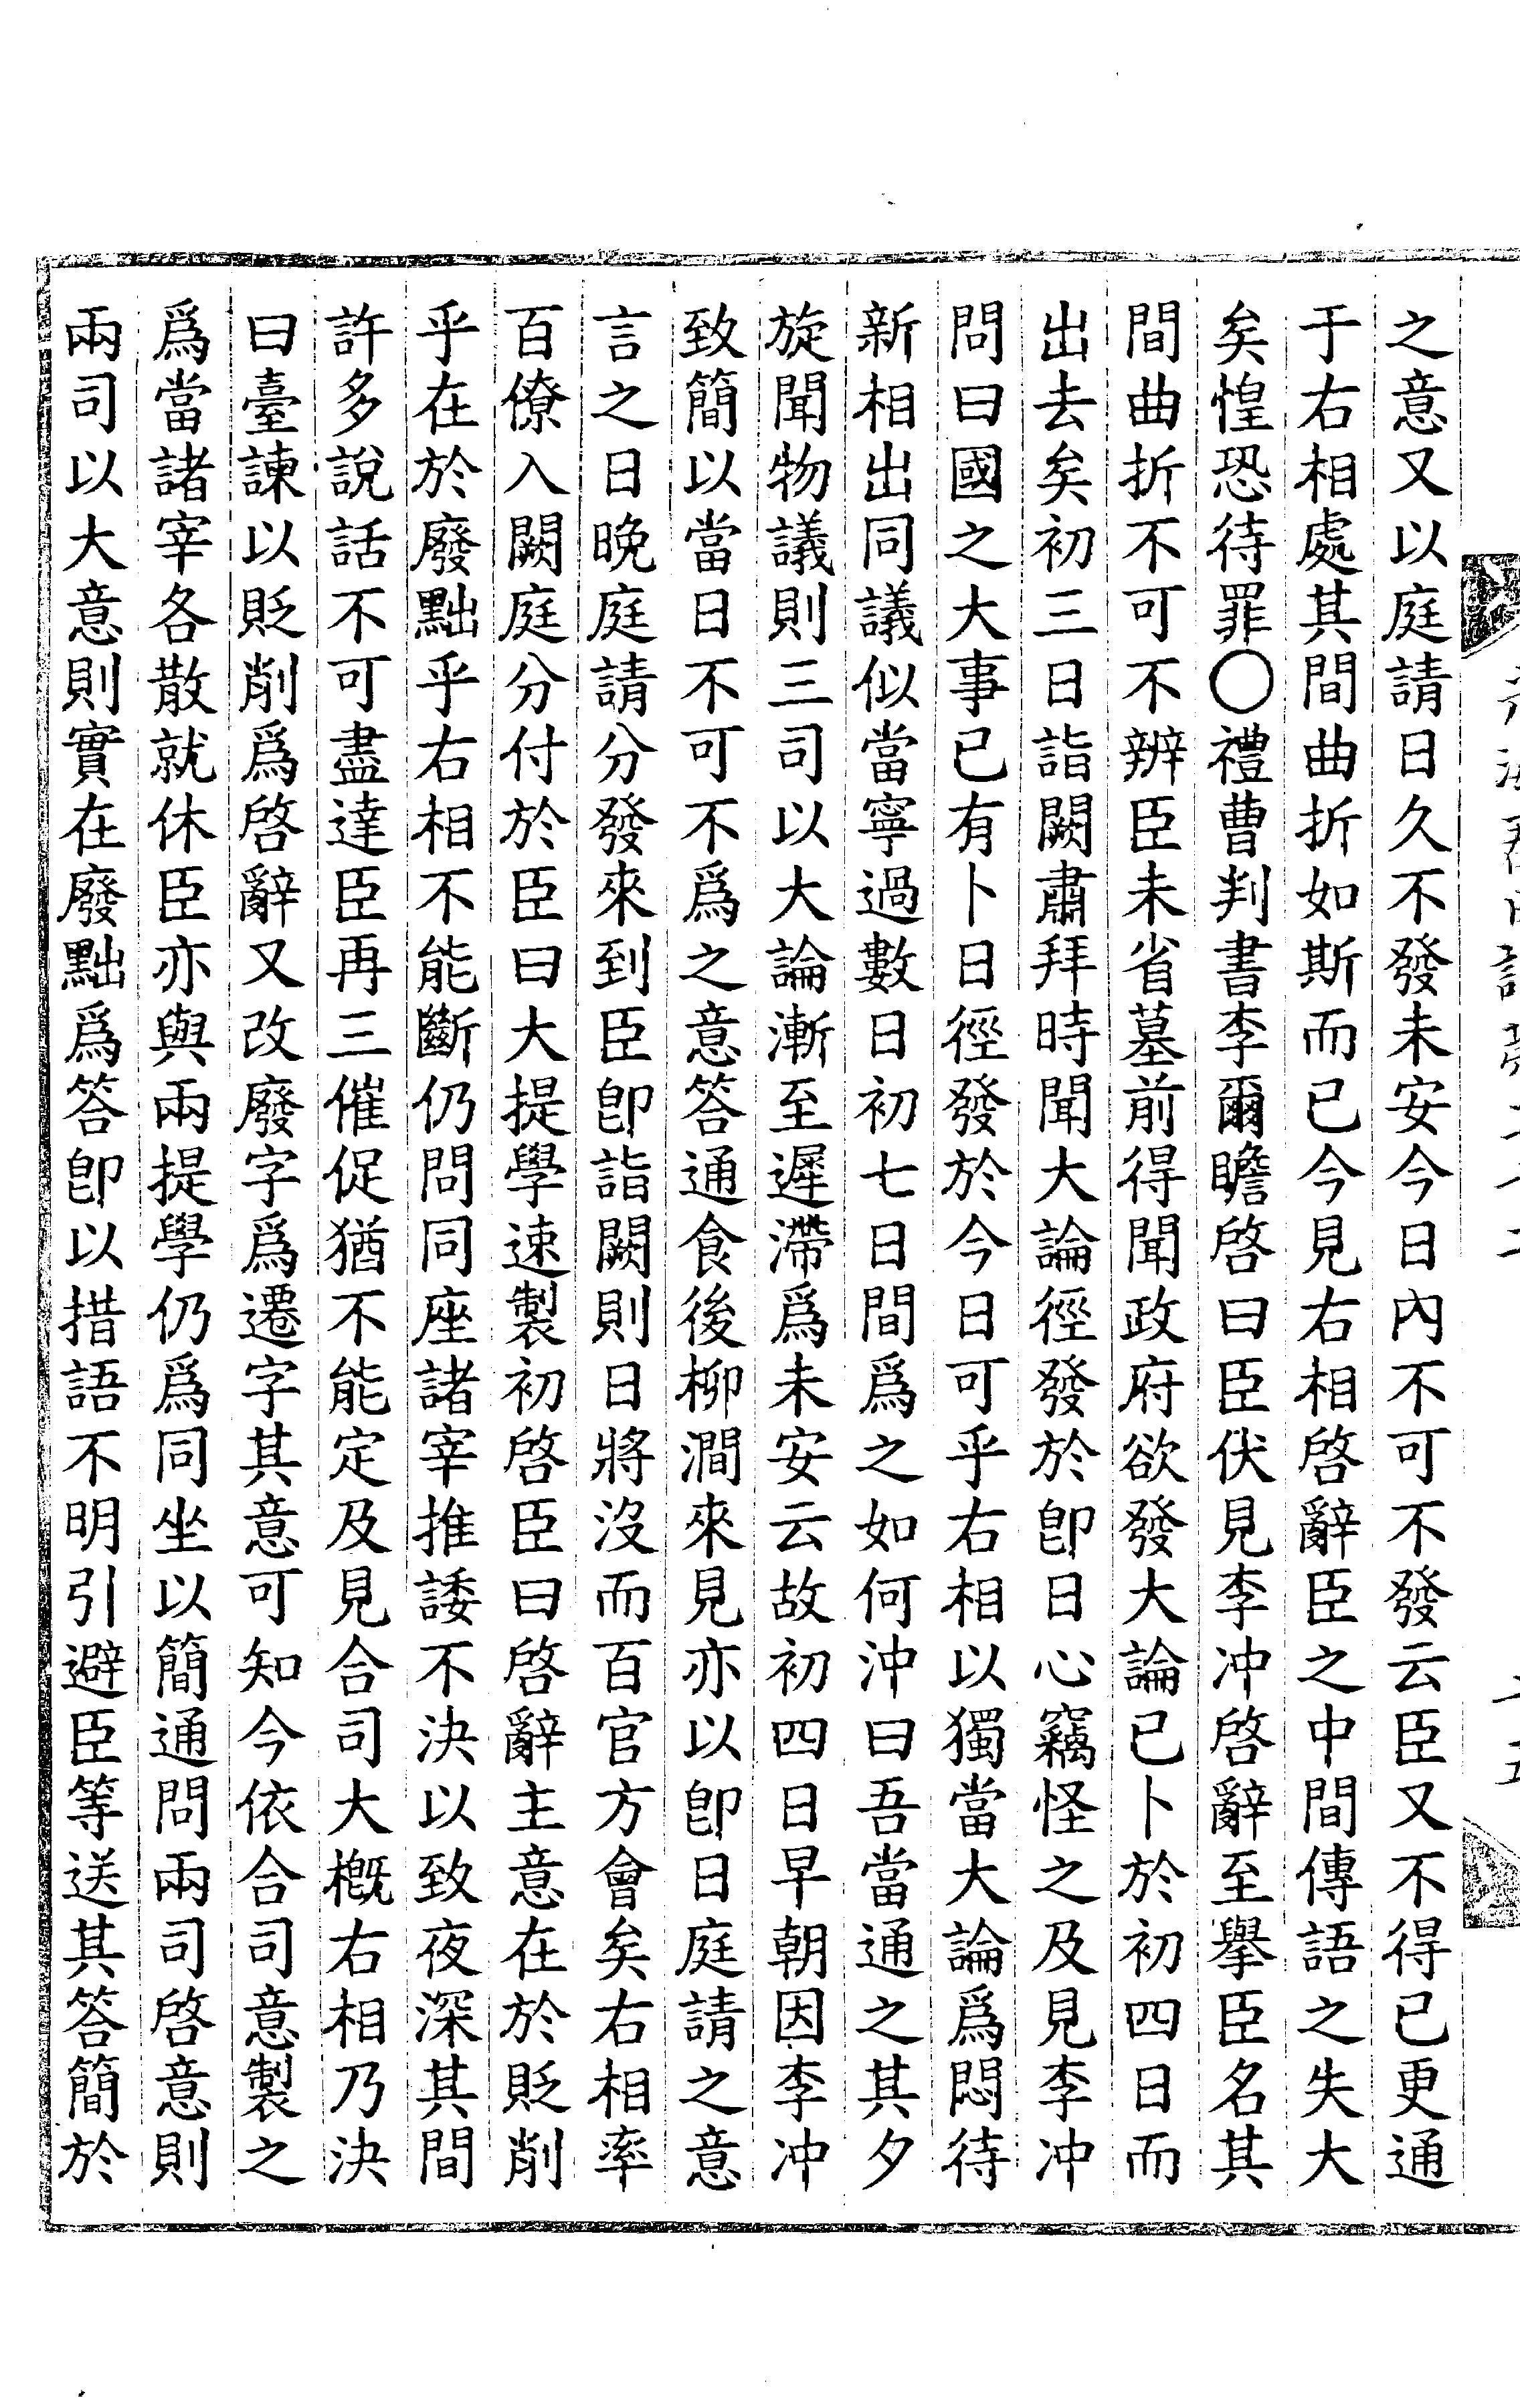 之意又以庭請日久不發未安今日內不可不發云臣又不得已更通
于右相處其間曲折如斯而已今見右相啓辭臣之中間傳語之失大
矣惶恐待罪〇禮曹判書李爾瞻啓曰臣伏見李冲啓辭至擧臣名其
間曲折不可不辨臣未省墓前得聞政府欲發大論已卜於初四日而
出去矣初三日詣闕肅拜時聞大論徑發於卽日心竊怪之及見李冲
問曰國之大事已有卜日徑發於今日可乎右相以獨當大論爲悶待
新相出同議似當寧過數日初七日間爲之如何沖曰吾當通之其夕
旋聞物議則三司以大論漸至遲滯爲未安云故初四日早朝因李冲
致簡以當日不可不爲之意答通食後柳澗來見亦以卽日庭請之意
言之日晚庭請分發來到臣卽詣闕則日將沒而百官方會矣右相率
百僚入闕庭分付於臣曰大提學速製初啓臣曰啓辭主意在於貶削
乎在於廢黜乎右相不能斷仍問同座諸宰推諉不決以致夜深其間
許多說話不可盡達臣再三催促猶不能定及見合司大槪右相乃決
曰臺諫以貶削爲啓辭又改廢字爲遷字其意可知今依合司意製之
爲當諸宰各散就休臣亦與兩提學仍爲同坐以簡通問兩司啓意則
兩司以大意則實在廢黜爲答卽以措語不明引避臣等送其答簡於